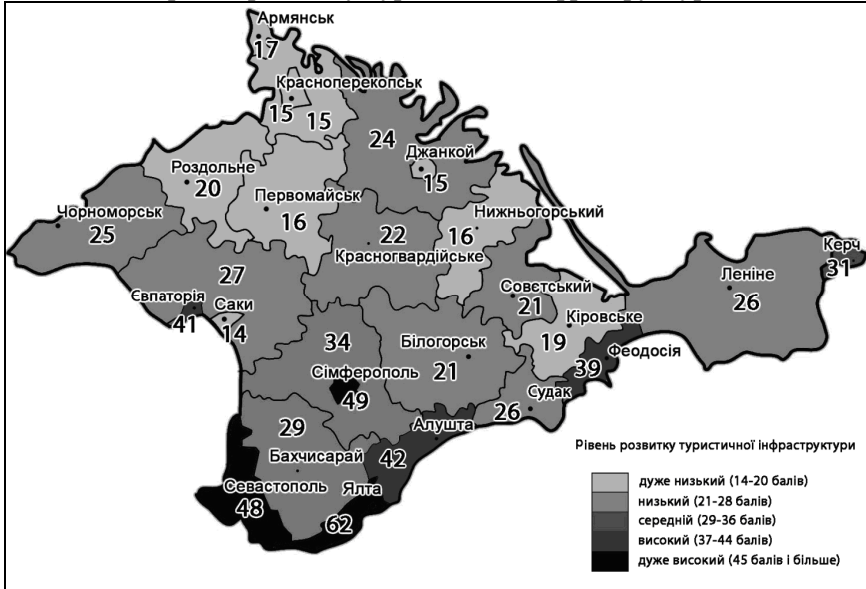 Армянськ
17
Красноперекопськ
15
15
24
Джанкой
15
Роздольне
20
Первомайськ
16
Нижньогорський
16
Чорноморськ
25
22
Красногвардійське
27
Совєтський
21
Керч
31
Леніне
26
Євпаторія
41
Саки
14
Кіровське
19
34
Сімферополь
49
Білогорськ
21
Феодосія
39
Судак
26
29
Бахчисарай
Алушта
42
Севастополь
48
Ялта
62
Рівень розвитку туристичної інфраструктури
дуже низький (14-20 балів)
низький (21-28 балів)
середній (29-36 балів)
високий (37-44 балів)
дуже високий (45 балів і більше)